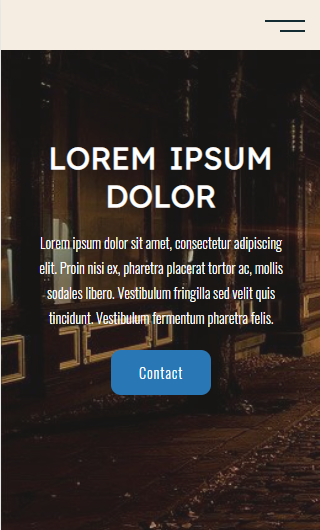 LOREM IPSUM
DOLOR
Lorem ipsum dolor sit amet, consectetur adipiscing
elit. Proin nisi ex, pharetra placerat tortor ac, mollis
sodales libero. Vestibulum fringilla sed velit quis
tincidunt. Vestibulum fermentum pharetra felis.
Contact